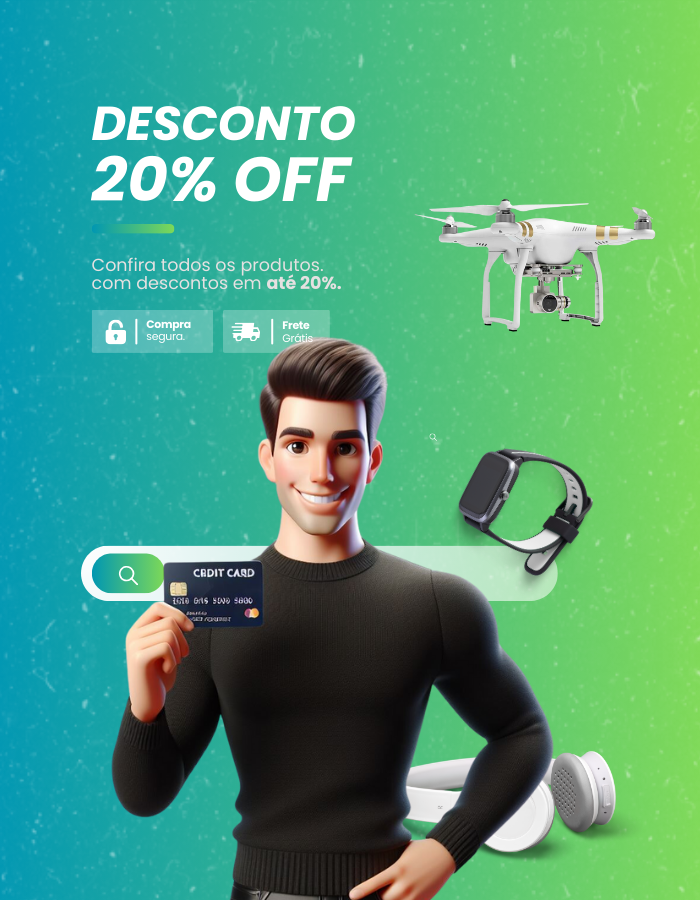 DESCONTO
20% OFF
Confira todos os produtos.
com descontos em até 20%.
Compra
segura.
Frete
Grátis
CRDIT CARD